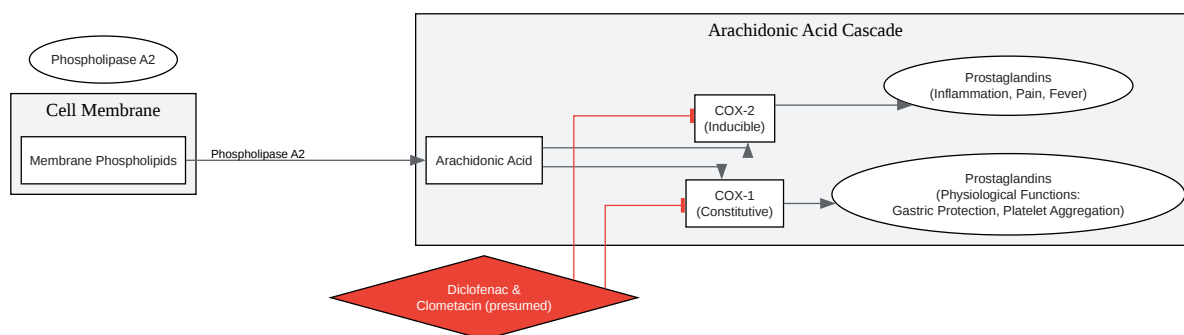 Arachidonic Acid Cascade
Phospholipase A2
Cell Membrane
Membrane Phospholipids
Phospholipase A2
Arachidonic Acid
COX-2
(Inducible)
Prostaglandins
(Inflammation, Pain, Fever)
COX-1
(Constitutive)
Prostaglandins
(Physiological Functions:
Gastric Protection, Platelet Aggregation)
Diclofenac &
Clometacin (presumed)